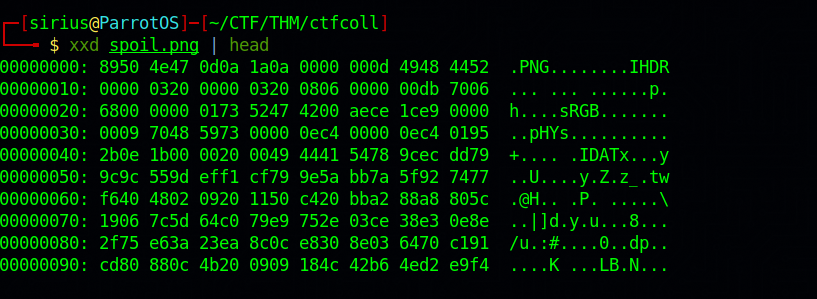 ┌─[sirius@ParrotOS]─[~/CTF/THM/ctfcoll]
└──╼ $ xxd spoil.png | head
00000000: 8950 4e47 0d0a 1a0a 0000 000d 4948 4452  .PNG........IHDR
00000010: 0000 0320 0000 0320 0806 0000 00db 7006  ... ... ......p.
00000020: 6800 0000 0173 5247 4200 aece 1ce9 0000  h....sRGB.......
00000030: 0009 7048 5973 0000 0ec4 0000 0ec4 0195  ..pHYs..........
00000040: 2b0e 1b00 0020 0049 4441 5478 9cec dd79  +.... .IDATx...y
00000050: 9c9c 559d eff1 cf79 9e5a bb7a 5f92 7477  ..U....y.Z.z_.tw
00000060: f640 4802 0920 1150 c420 bba2 88a8 805c  .@H.. .P. .....\
00000070: 1906 7c5d 64c0 79e9 752e 03ce 38e3 0e8e  ..|]d.y.u...8...
00000080: 2f75 e63a 23ea 8c0c e830 8e03 6470 c191  /u.:#....0..dp..
00000090: cd80 880c 4b20 0909 184c 42b6 4ed2 e9f4  ....K ...LB.N...